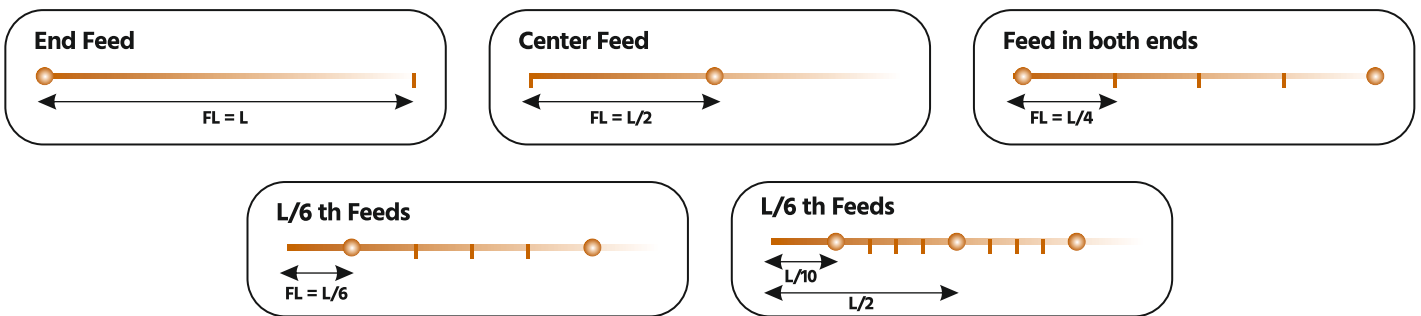 End Feed
FL = L
Center Feed
FL = L/2
Feed in both ends
FL = L/4
L/6 th Feeds
FL = L/6
L/6 th Feeds
L/10
L/2